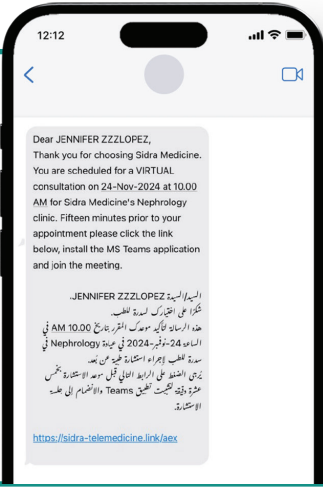 12:12
Dear JENNIFER ZZZLOPEZ,
Thank you for choosing Sidra Medicine.
You are scheduled for a VIRTUAL
consultation on 24-Nov-2024 at 10.00
AM for Sidra Medicine's Nephrology
clinic. Fifteen minutes prior to your
appointment please click the link
below, install the MS Teams application
and join the meeting.
السيد/السيدة JENNIFER ZZZLOPEZ.
شكرًا على اختيارك لسدرة للطب.
هذه الرسالة لتأكيد موعدك المقرر بتاريخ 10.00 AM في
الساعة 24-نوفمبر-2024 في عيادة Nephrology في
سدرة للطب لإجراء استشارة طبية عن بُعد.
يُرجى الضغط على الرابط التالي قبل موعد الاستشارة بخمس
عشرة دقيقة لتثبيت تطبيق Teams والانضمام إلى جلسة
الاستشارة.
https://sidra-telemedicine.link/aex